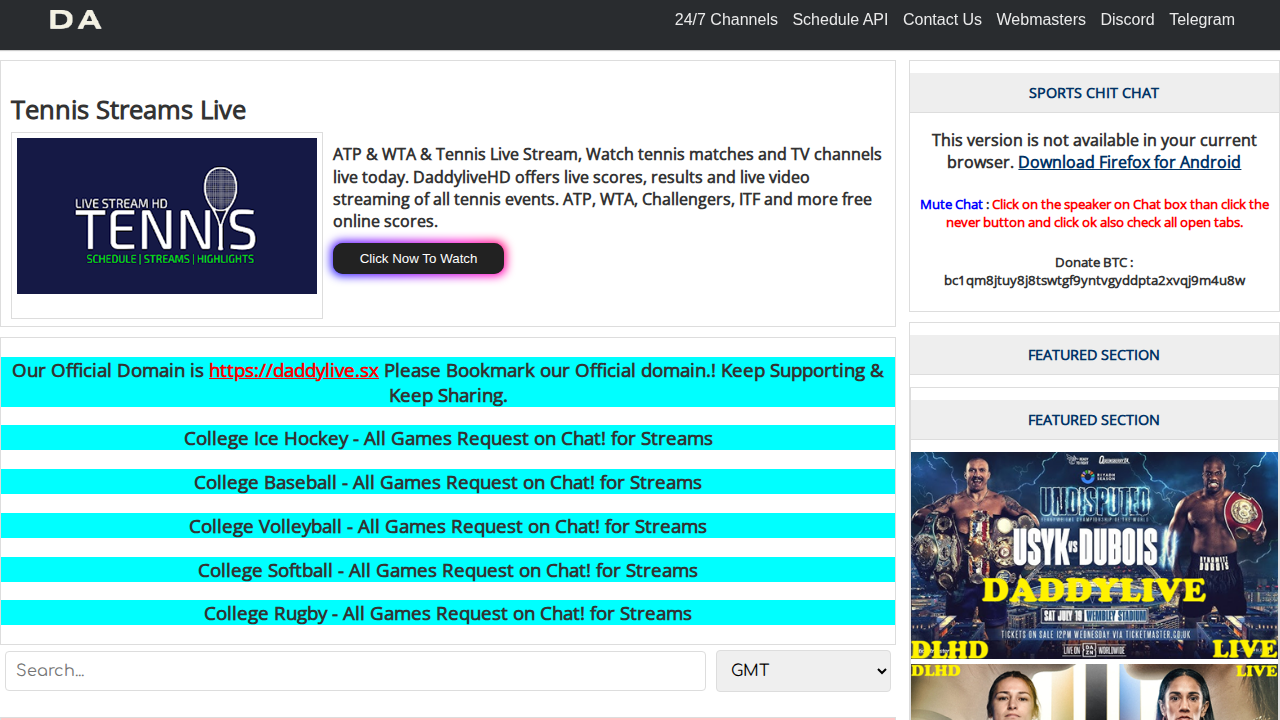 DA
24/7 Channels Schedule API Contact Us Webmasters Discord Telegram
Tennis Streams Live
LIVE STREAM HD
TENNIS
SCHEDULE | STREAMS | HIGHLIGHTS
ATP & WTA & Tennis Live Stream, Watch tennis matches and TV channels
live today. DaddyliveHD offers live scores, results and live video
streaming of all tennis events. ATP, WTA, Challengers, ITF and more free
online scores.
Click Now To Watch
Our Official Domain is https://daddylive.sx Please Bookmark our Official domain.! Keep Supporting &
Keep Sharing.
College Ice Hockey - All Games Request on Chat! for Streams
College Baseball - All Games Request on Chat! for Streams
College Volleyball - All Games Request on Chat! for Streams
College Softball - All Games Request on Chat! for Streams
College Rugby - All Games Request on Chat! for Streams
Search...
GMT
SPORTS CHIT CHAT
This version is not available in your current
browser. Download Firefox for Android
Mute Chat : Click on the speaker on Chat box than click the
never button and click ok also check all open tabs.
Donate BTC :
bc1qm8jtuy8j8tswtgf9yntvgyddpta2xvqj9m4u8w
FEATURED SECTION
FEATURED SECTION
RIYADH
SEASON
UNDISPUTED
USYK VS DUBOIS
DADDYLIVE
SAT JULY 19 WEMBLEY STADIUM
TICKETS ON SALE 12PM WEDNESDAY VIA TICKETMASTER.CO.UK
LIVE ON DAZN WORLDWIDE
DLHD LIVE
DLHD LIVE